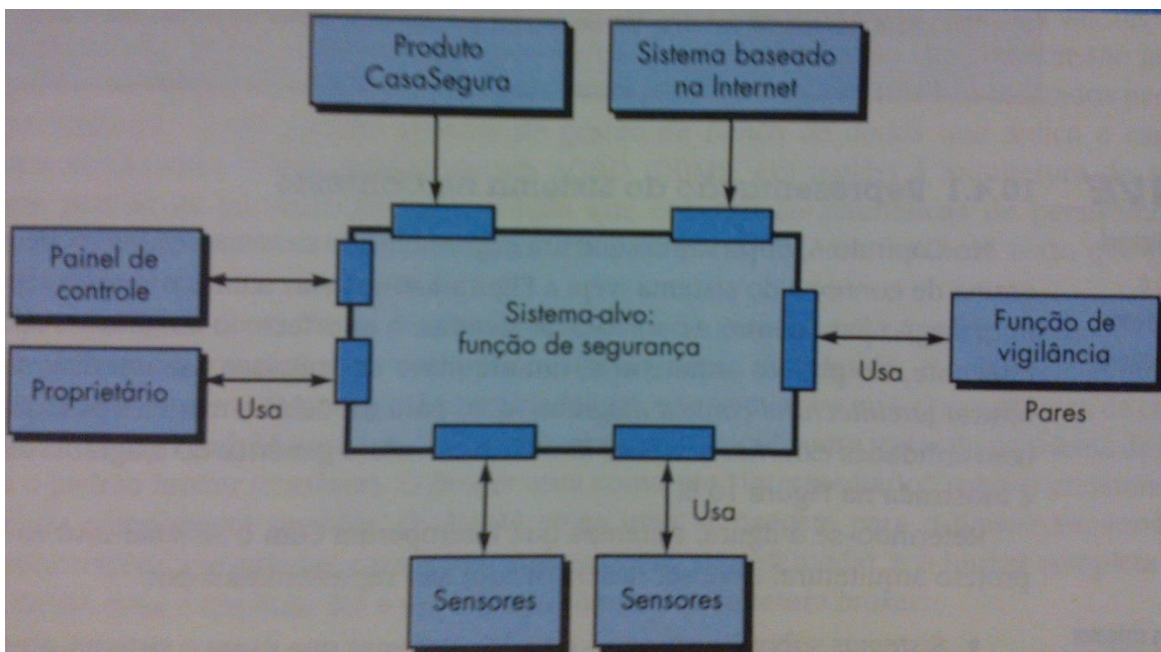 Produto
CasaSegura
Sistema baseado
na Internet
Painel de
controle
Proprietário
Usa
Sistema-alvo:
função de segurança
Usa
Função de
vigilância
Pares
Usa
Sensores
Sensores